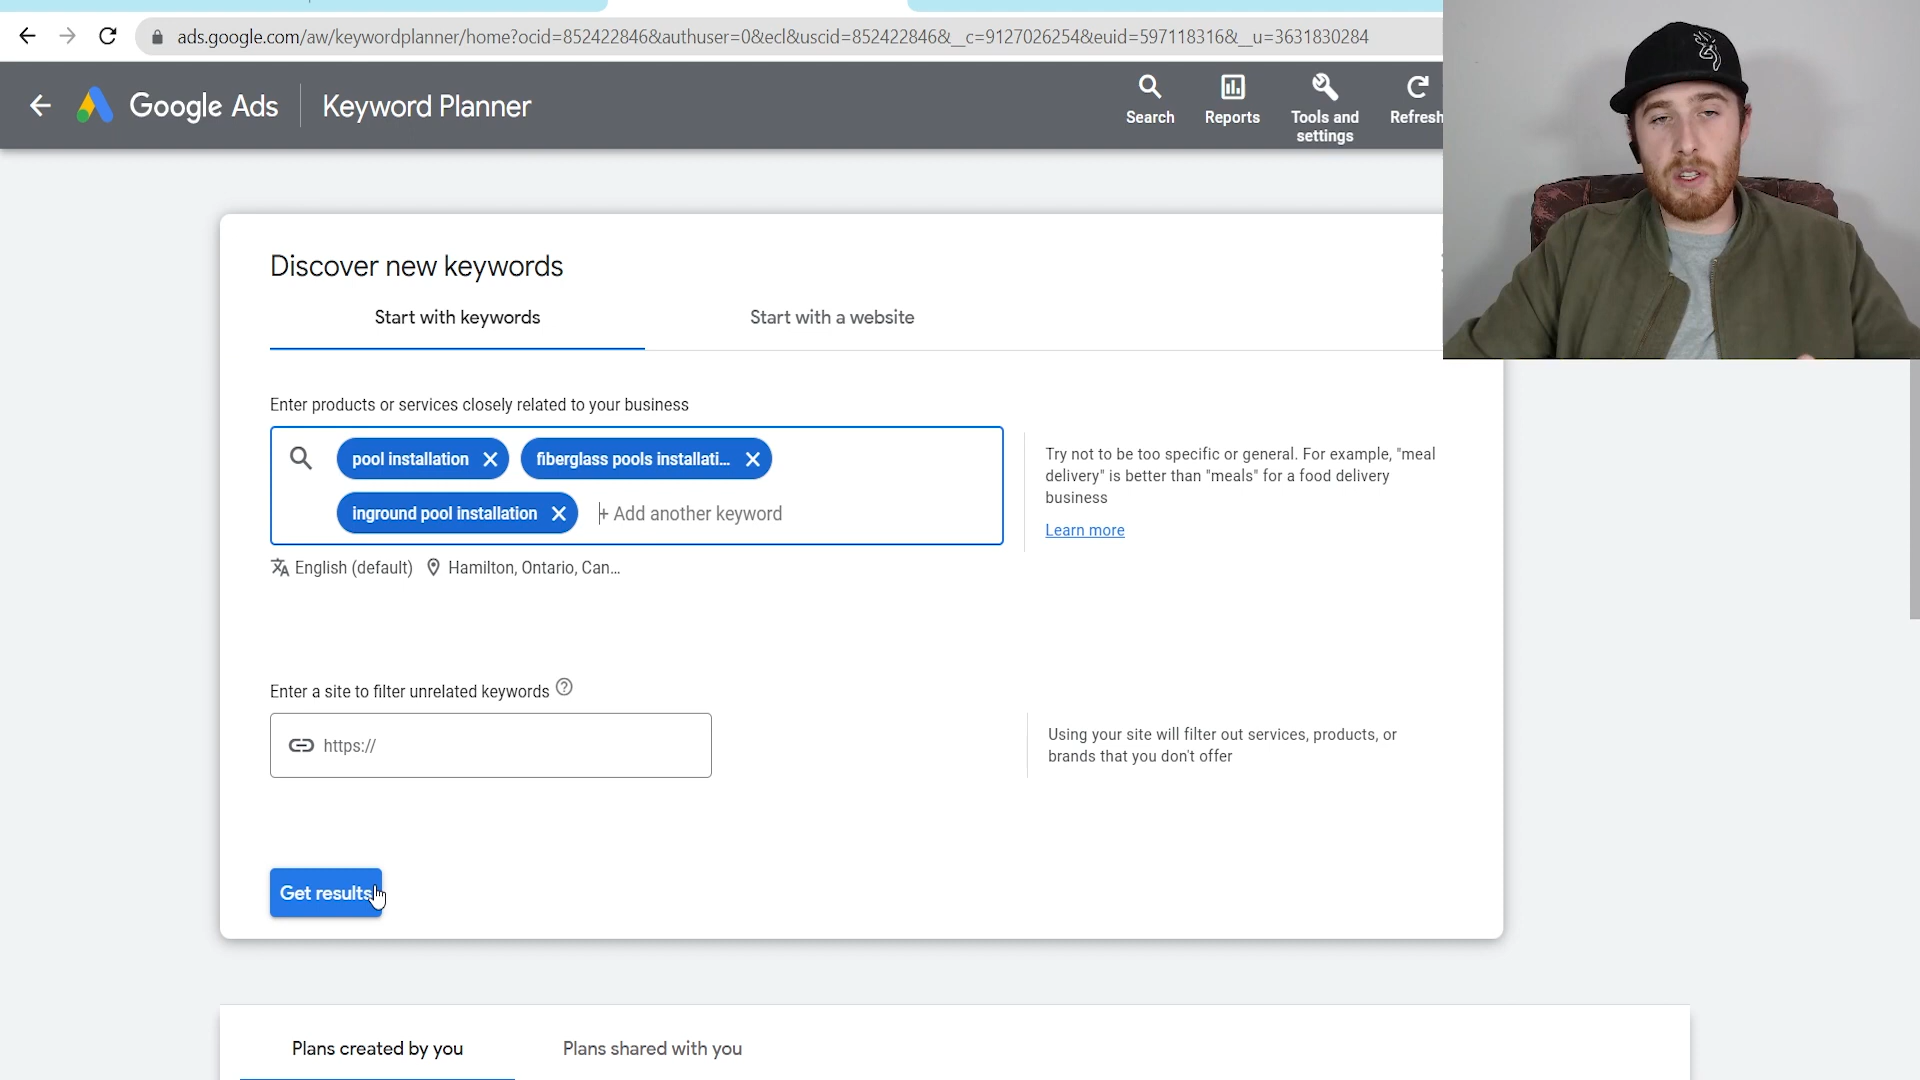 ads.google.com/aw/keywordplanner/home?ocid=852422846&authuser=0&ecl&uscid=852422846&__c=9127026254&euid=597118316&__u=3631830284
Google Ads
Keyword Planner
Search
Reports
Tools and
settings
Refresh
Discover new keywords
Start with keywords
Start with a website
Enter products or services closely related to your business
pool installation
fiberglass pools installati...
inground pool installation
+ Add another keyword
Try not to be too specific or general. For example, "meal
delivery" is better than "meals" for a food delivery
business
Learn more
English (default)
Hamilton, Ontario, Can...
Enter a site to filter unrelated keywords
https://
Using your site will filter out services, products, or
brands that you don't offer
Get results
Plans created by you
Plans shared with you